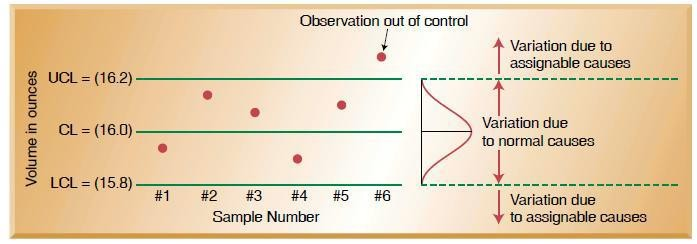 Observation out of control
Volume in ounces
UCL = (16.2)
CL = (16.0)
LCL = (15.8)
#1 #2 #3 #4 #5 #6
Sample Number
Variation due to
assignable causes
Variation due
to normal causes
Variation due
to assignable causes